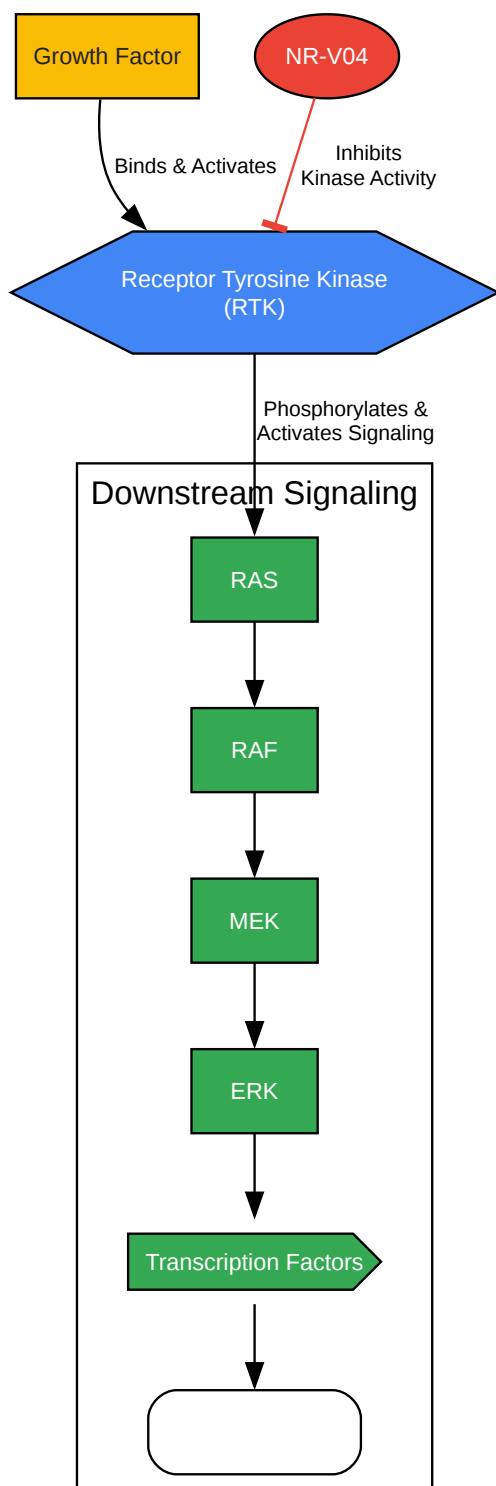 Growth Factor
NR-V04
Binds & Activates
Inhibits
Kinase Activity
Receptor Tyrosine Kinase
(RTK)
Phosphorylates &
Activates Signaling
Downstream Signaling
RAS
RAF
MEK
ERK
Transcription Factors